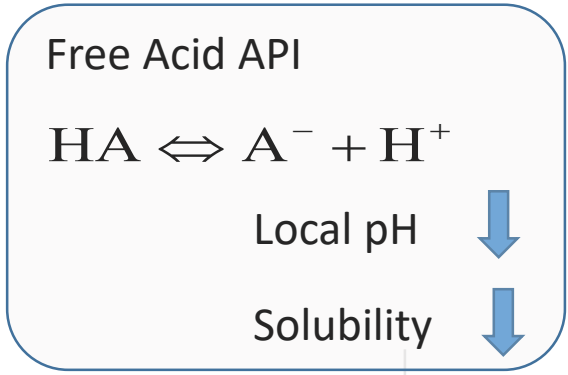 Free Acid API
HA ⇔ A⁻ + H⁺
Local pH
Solubility